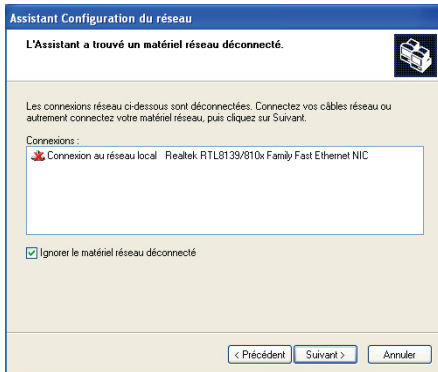 Assistant Configuration du réseau
L'Assistant a trouvé un matériel réseau déconnecté.
Les connexions réseau ci-dessous sont déconnectées. Connectez vos câbles réseau ou
autrement connectez votre matériel réseau, puis cliquez sur Suivant.
Connexions :
Connexion au réseau local Realtek RTL8139/810x Family Fast Ethernet NIC
Ignorer le matériel réseau déconnecté
< Précédent Suivant > Annuler